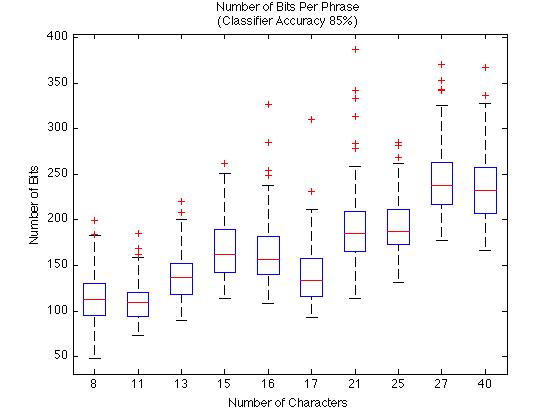 Number of Bits Per Phrase
(Classifier Accuracy 85%)
400
350
300
250
200
150
100
50
Number of Bits
8 11 13 15 16 17 21 25 27 40
Number of Characters